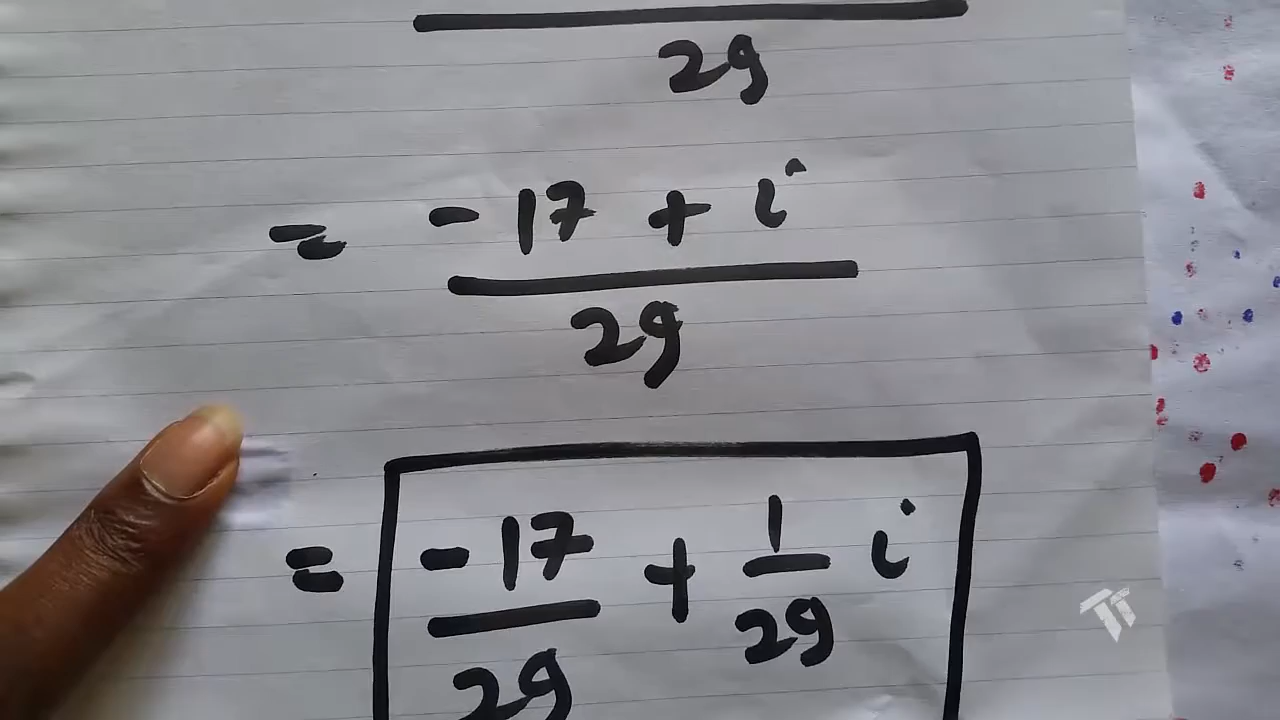 29
= -17 + i
29
= -17/29 + 1/29 i